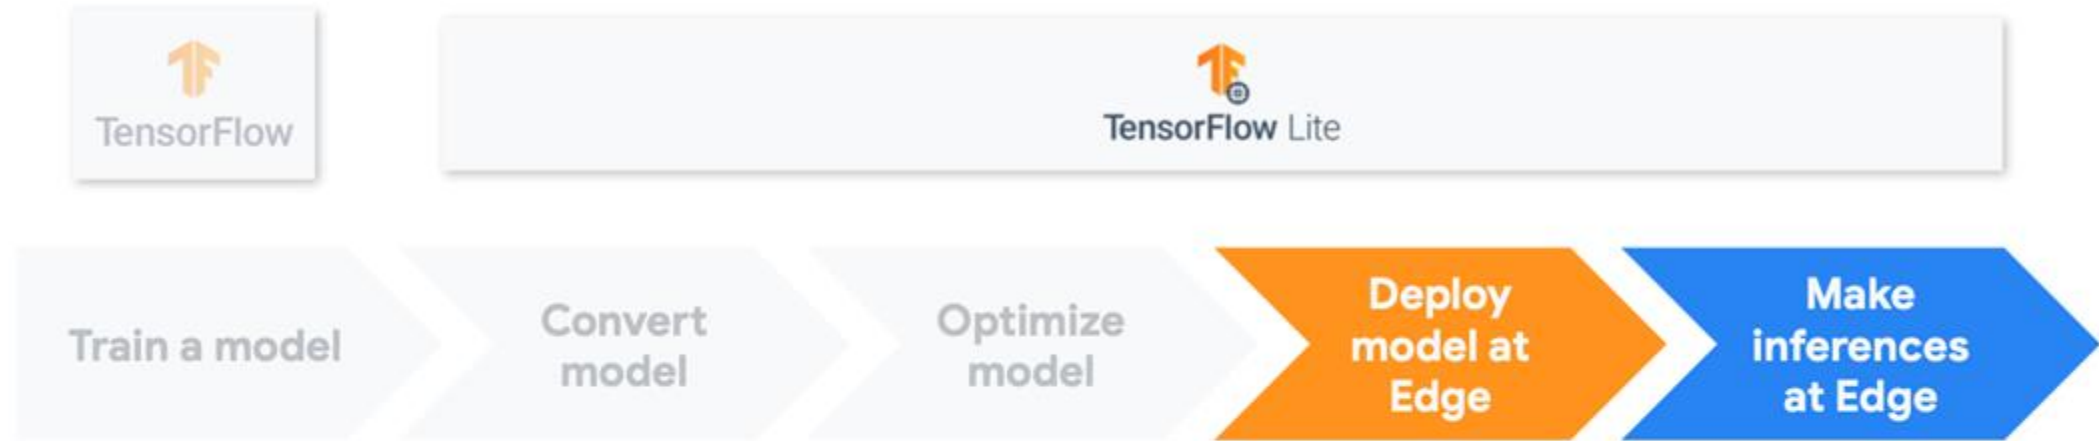 TensorFlow
TensorFlow Lite
Train a model
Convert
model
Optimize
model
Deploy
model at
Edge
Make
inferences
at Edge